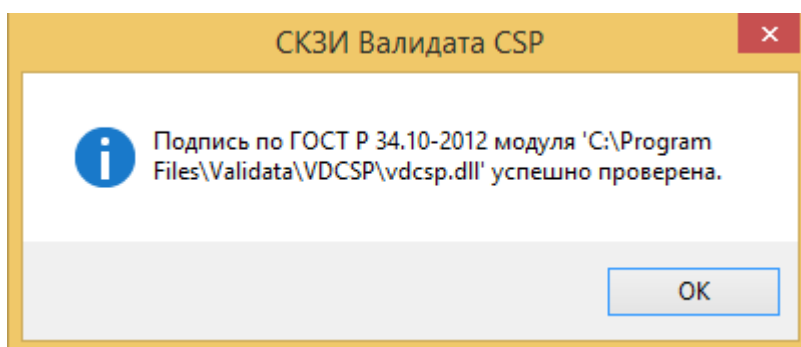 СКЗИ Валидата CSP
Подпись по ГОСТ Р 34.10-2012 модуля 'C:\Program
Files\Validata\VDCSP\vdcsp.dll' успешно проверена.
OK